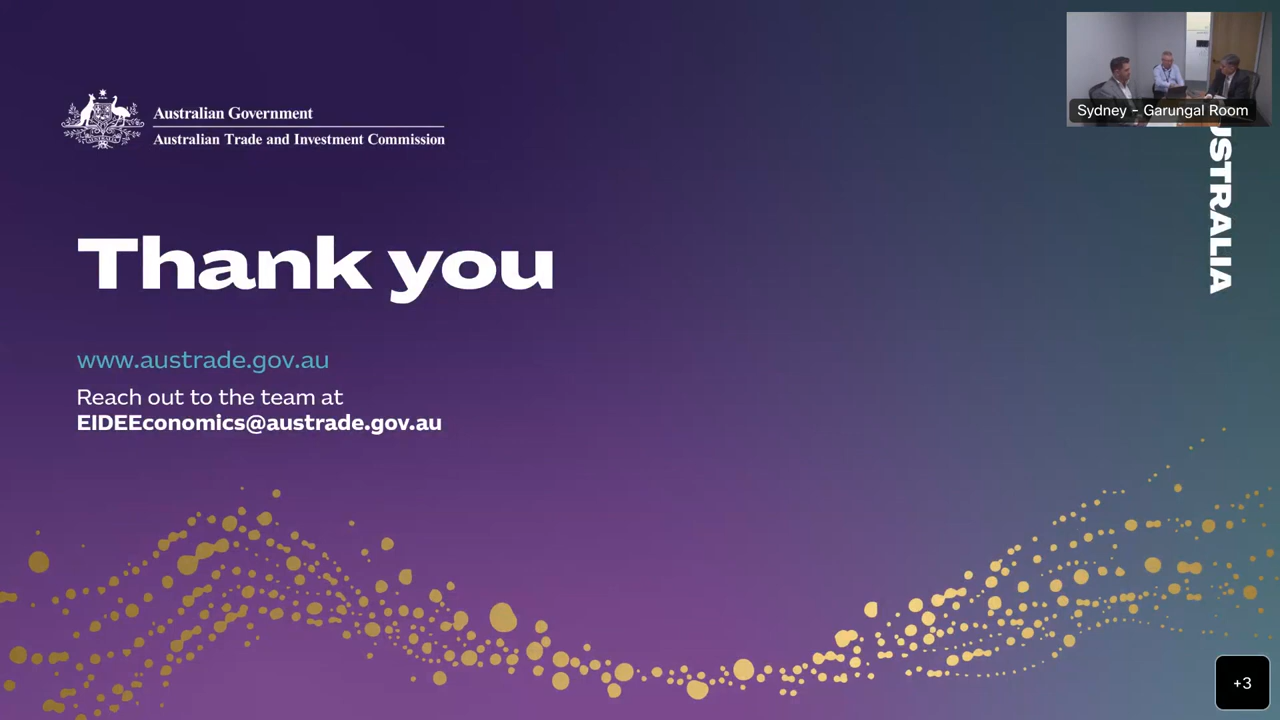 Australian Government
Australian Trade and Investment Commission
Sydney - Garungal Room
USTRALIA
Thank you
www.austrade.gov.au
Reach out to the team at
EIDEEconomics@austrade.gov.au
+3